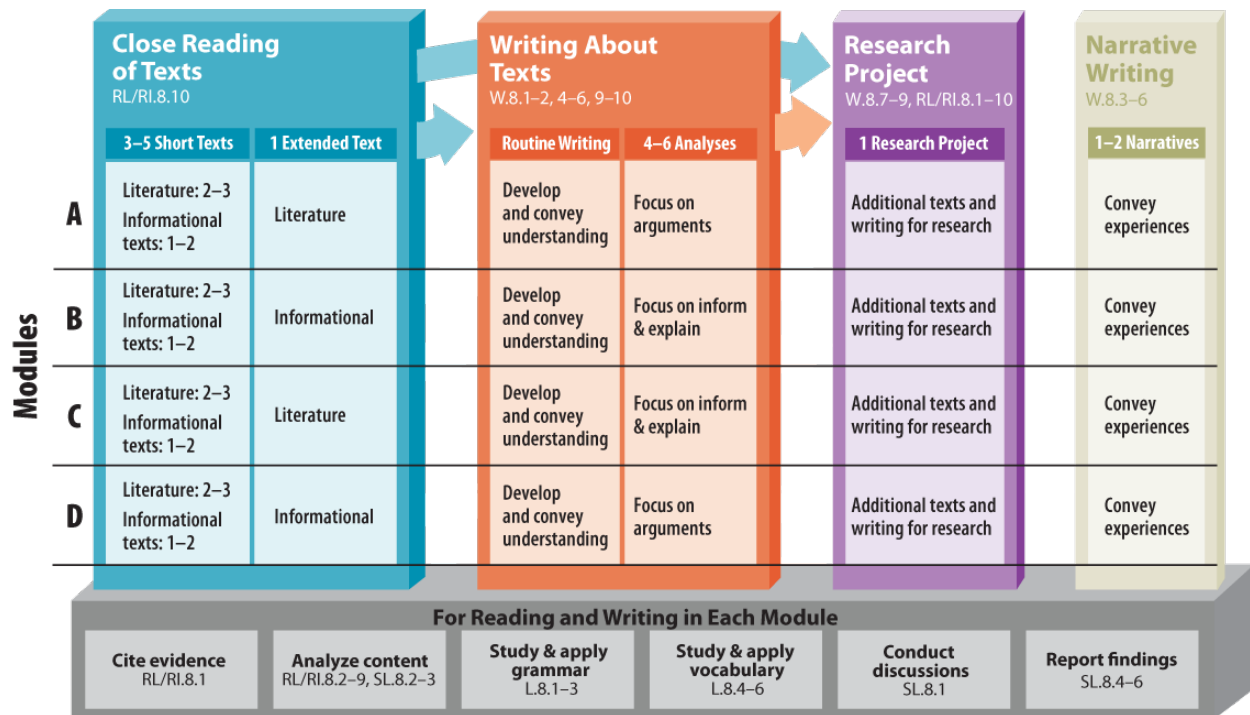 Close Reading
of Texts
RL/RI.8.10
3–5 Short Texts
1 Extended Text
Writing About
Texts
W.8.1–2, 4–6, 9–10
Routine Writing
4–6 Analyses
Research
Project
W.8.7–9, RL/RI.8.1–10
1 Research Project
Narrative
Writing
W.8.3–6
1–2 Narratives
Modules
A
Literature: 2–3
Informational
texts: 1–2
Literature
Develop
and convey
understanding
Focus on
arguments
Additional texts and
writing for research
Convey
experiences
B
Literature: 2–3
Informational
texts: 1–2
Informational
Develop
and convey
understanding
Focus on inform
& explain
Additional texts and
writing for research
Convey
experiences
C
Literature: 2–3
Informational
texts: 1–2
Literature
Develop
and convey
understanding
Focus on inform
& explain
Additional texts and
writing for research
Convey
experiences
D
Literature: 2–3
Informational
texts: 1–2
Informational
Develop
and convey
understanding
Focus on
arguments
Additional texts and
writing for research
Convey
experiences
For Reading and Writing in Each Module
Cite evidence
RL/RI.8.1
Analyze content
RL/RI.8.2–9, SL.8.2–3
Study & apply
grammar
L.8.1–3
Study & apply
vocabulary
L.8.4–6
Conduct
discussions
SL.8.1
Report findings
SL.8.4–6